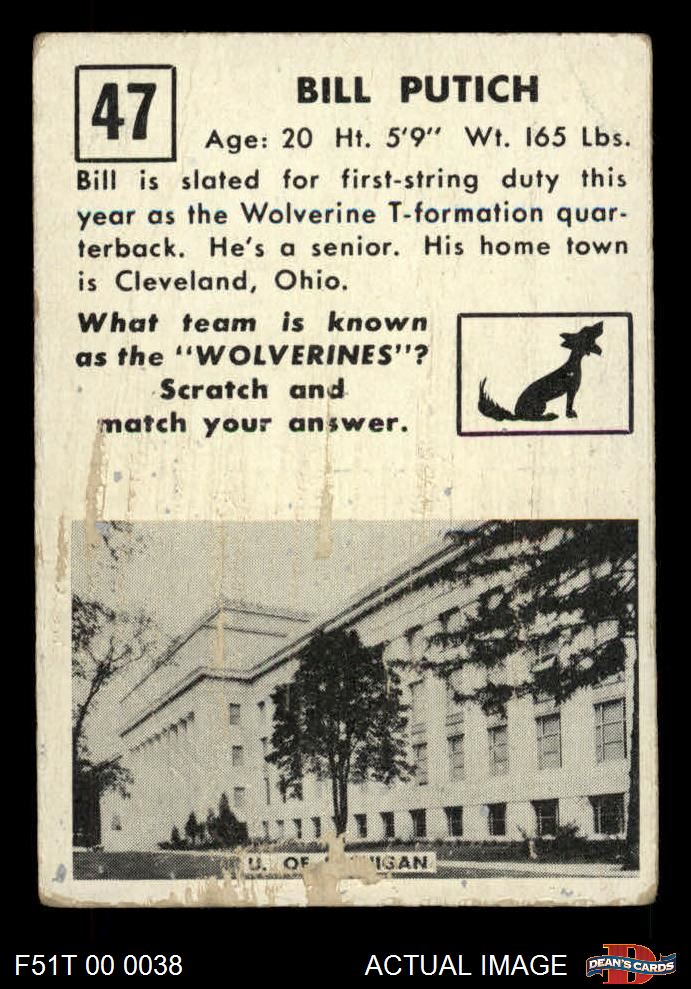 47
BILL PUTICH
Age: 20 Ht. 5'9" Wt. 165 Lbs.
Bill is slated for first-string duty this
year as the Wolverine T-formation quar-
terback. He's a senior. His home town
is Cleveland, Ohio.
What team is known
as the "WOLVERINES"?
Scratch and
match your answer.
U. OF MICHIGAN
F51T 00 0038
ACTUAL IMAGE
DEAN'S CARDS